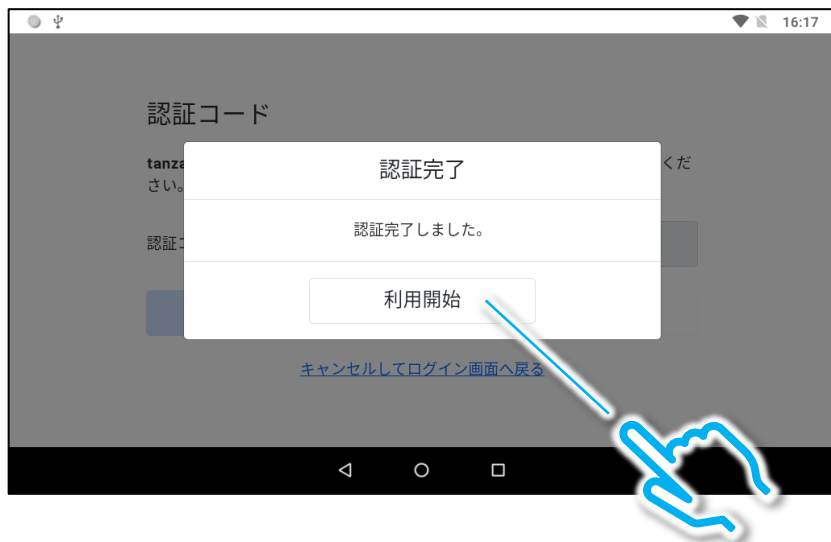 16:17
認証コード
tanza くだ
さい。
認証コ
認証完了
認証完了しました。
利用開始
キャンセルしてログイン画面へ戻る